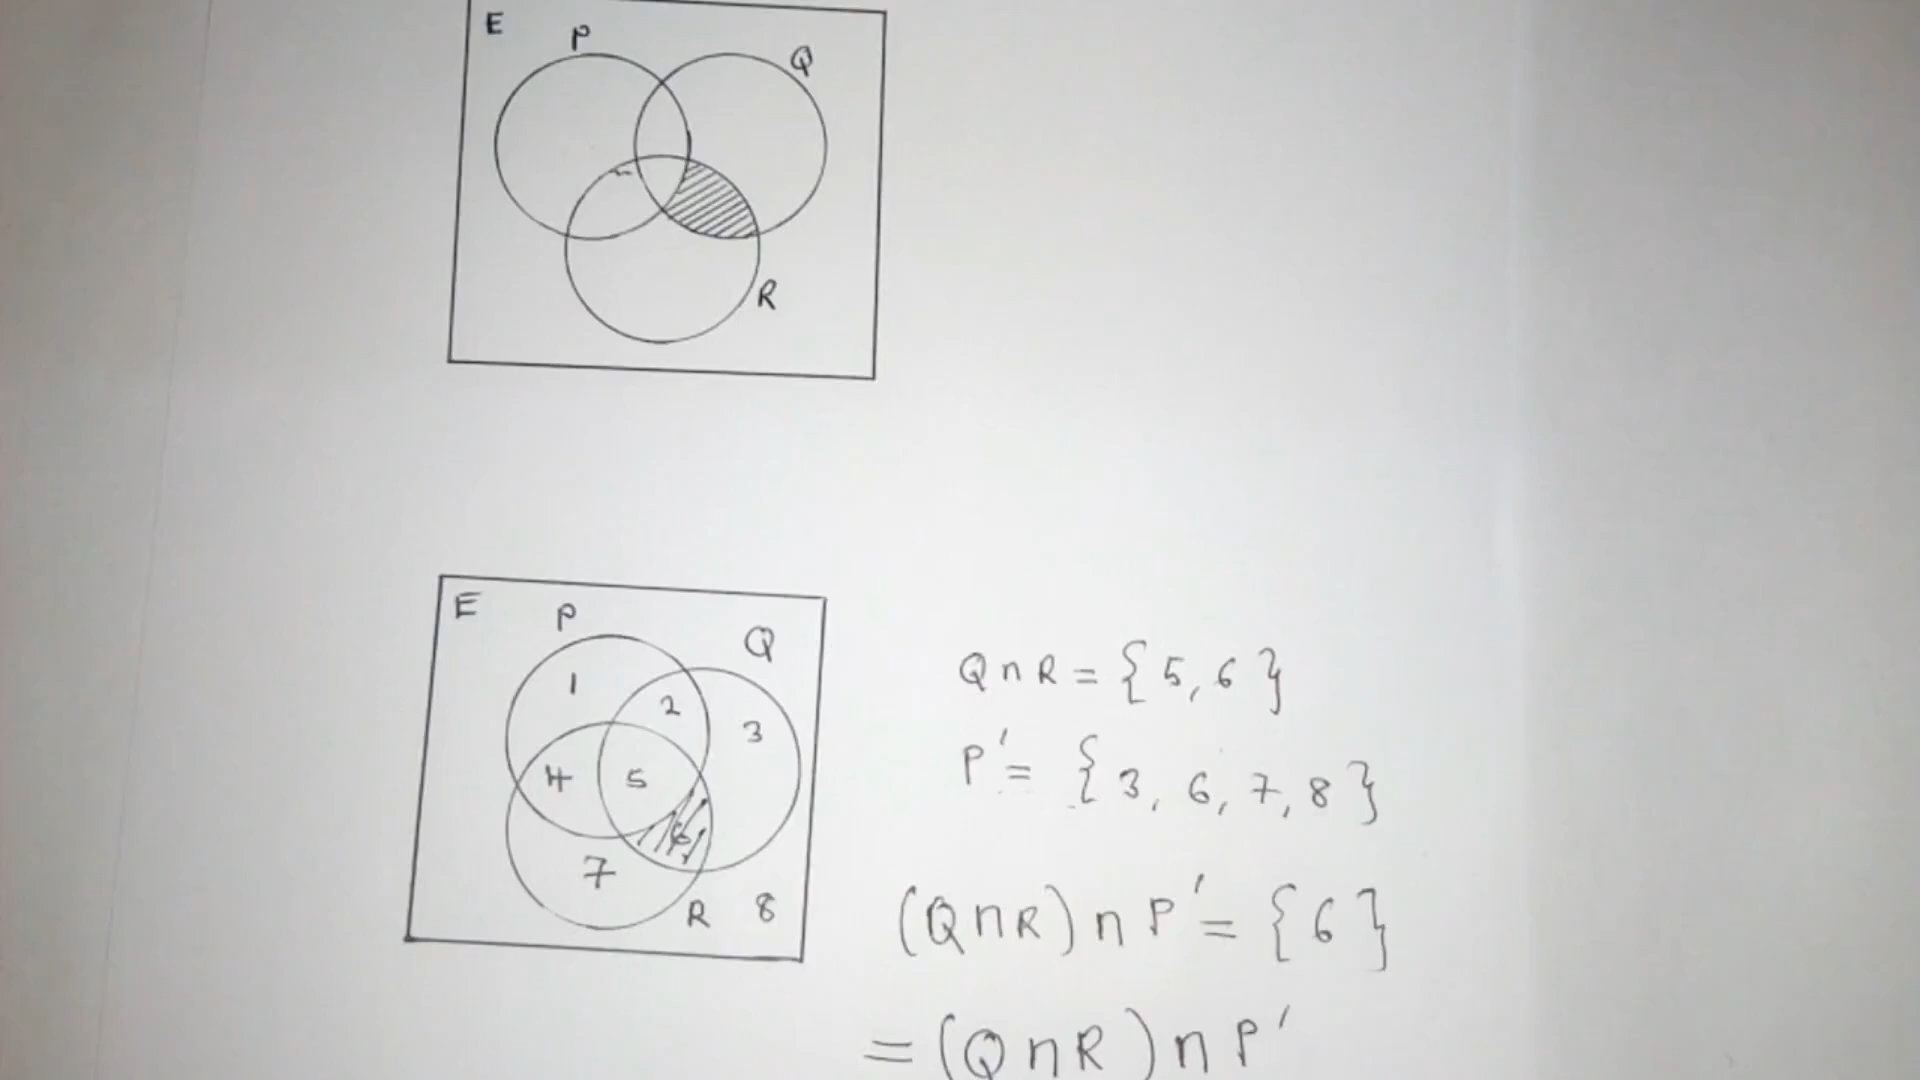 E
P
Q
R
E
P
Q
1
2
3
4
5
6
7
R
8
Q n R = { 5, 6 }
P' = { 3, 6, 7, 8 }
(Q n R) n P' = { 6 }
= (Q n R) n P'